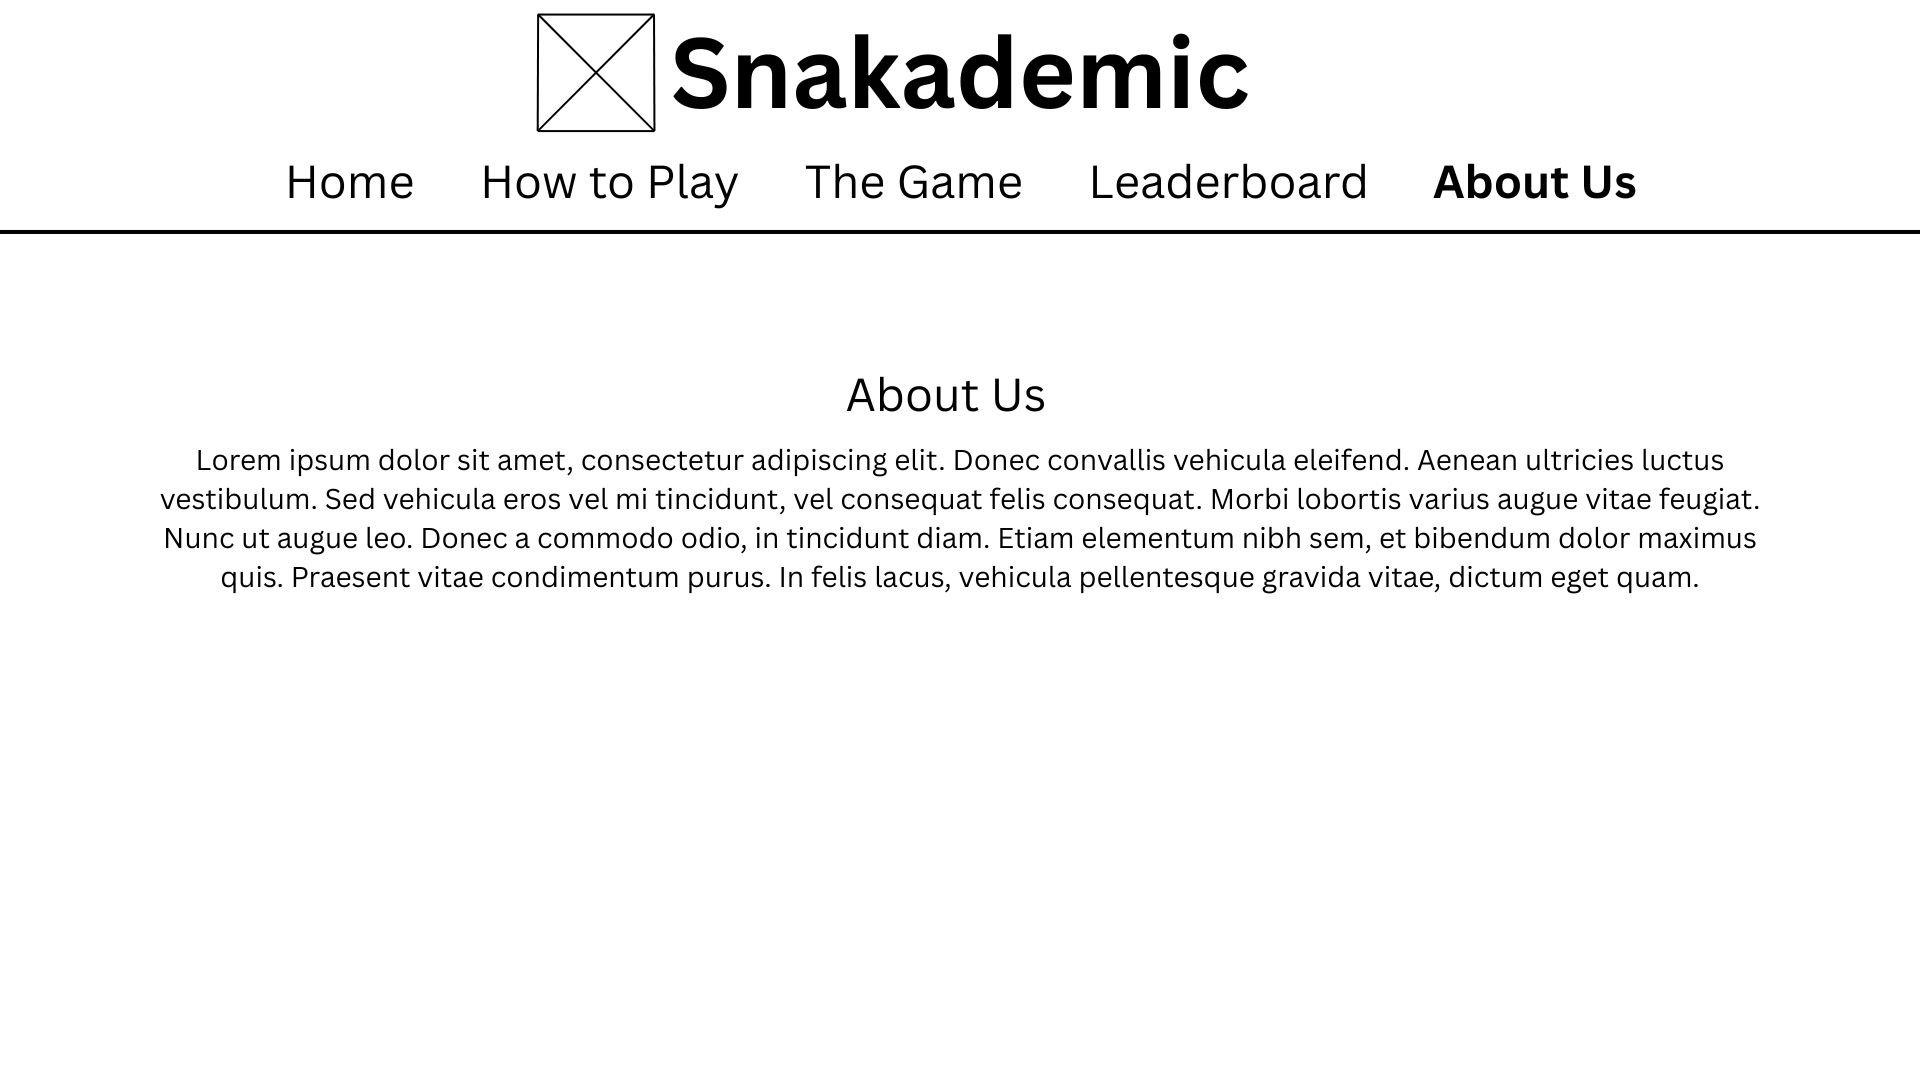 Snakademic
Home How to Play The Game Leaderboard About Us
About Us
Lorem ipsum dolor sit amet, consectetur adipiscing elit. Donec convallis vehicula eleifend. Aenean ultricies luctus
vestibulum. Sed vehicula eros vel mi tincidunt, vel consequat felis consequat. Morbi lobortis varius augue vitae feugiat.
Nunc ut augue leo. Donec a commodo odio, in tincidunt diam. Etiam elementum nibh sem, et bibendum dolor maximus
quis. Praesent vitae condimentum purus. In felis lacus, vehicula pellentesque gravida vitae, dictum eget quam.